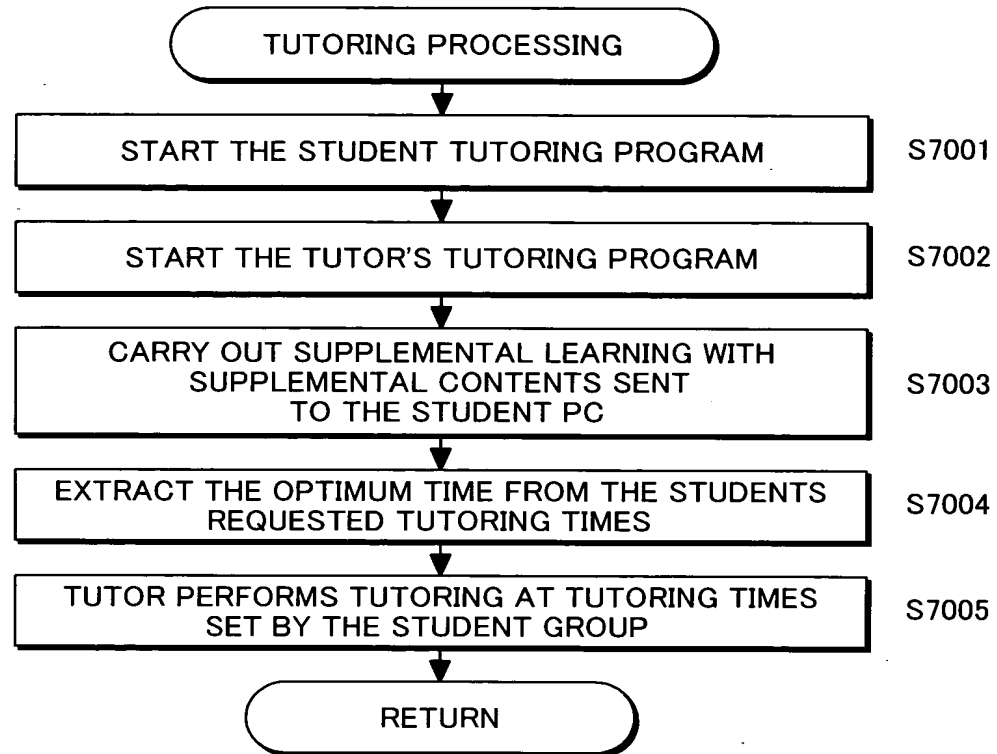 TUTORING PROCESSING
START THE STUDENT TUTORING PROGRAM
S7001
START THE TUTOR'S TUTORING PROGRAM
S7002
CARRY OUT SUPPLEMENTAL LEARNING WITH
SUPPLEMENTAL CONTENTS SENT
TO THE STUDENT PC
S7003
EXTRACT THE OPTIMUM TIME FROM THE STUDENTS
REQUESTED TUTORING TIMES
S7004
TUTOR PERFORMS TUTORING AT TUTORING TIMES
SET BY THE STUDENT GROUP
S7005
RETURN